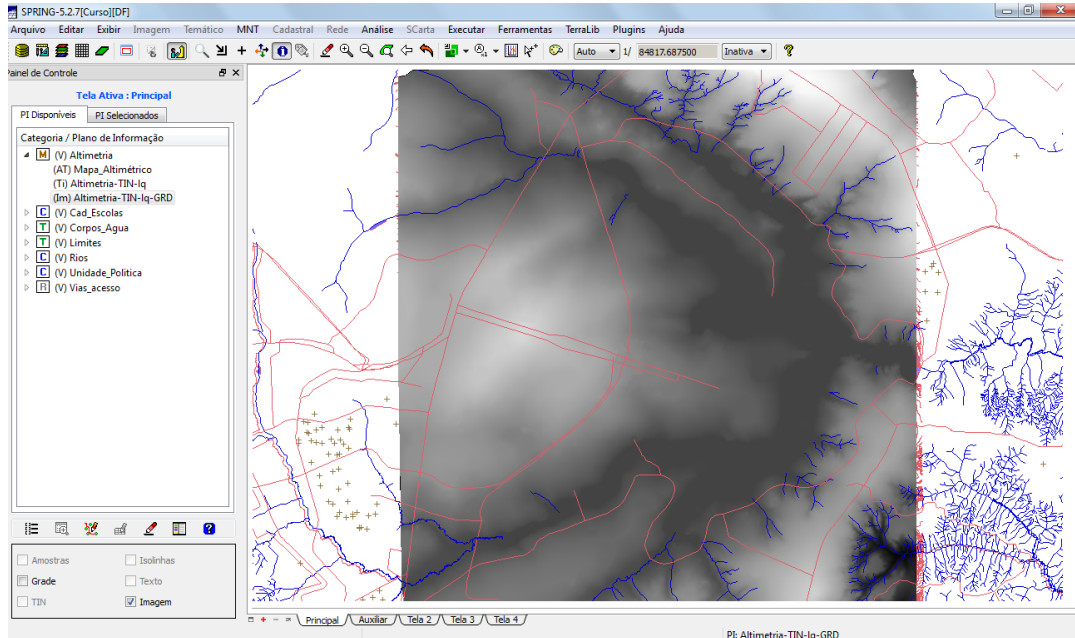 SPRING-5.2.7[Curso][DF]
Arquivo Editar Exibir Imagem Temático MNT Cadastral Rede Análise SCarta Executar Ferramentas TerraLib Plugins Ajuda
Auto 1/ 84817.687500 Inativa
Painel de Controle
Tela Ativa : Principal
PI Disponíveis PI Selecionados
Categoria / Plano de Informação
M (V) Altimetria
(AT) Mapa_Altimétrico
(Ti) Altimetria-TIN-lq
(Im) Altimetria-TIN-lq-GRD
C (V) Cad_Escolas
T (V) Corpos_Agua
T (V) Limites
C (V) Rios
C (V) Unidade_Politica
R (V) Vias_acesso
Amostras Isolinhas
Grade Texto
TIN Imagem
Principal Auxiliar Tela 2 Tela 3 Tela 4
PI: Altimetria-TIN-lq-GRD